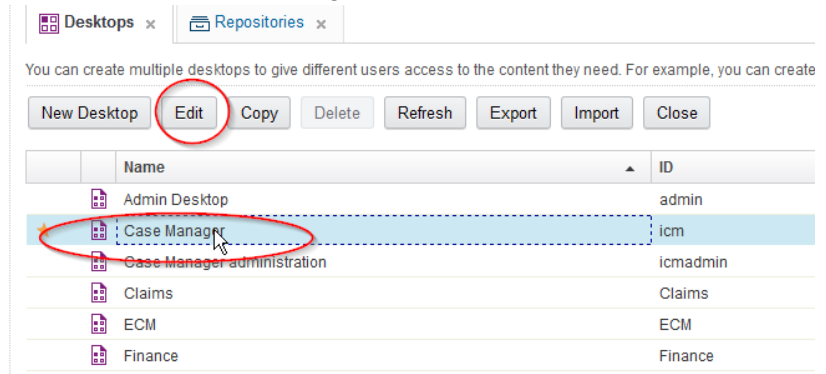 Desktops x Repositories x
You can create multiple desktops to give different users access to the content they need. For example, you can create
New Desktop Edit Copy Delete Refresh Export Import Close
Name ID
Admin Desktop admin
Case Manager icm
Case Manager administration icmadmin
Claims Claims
ECM ECM
Finance Finance